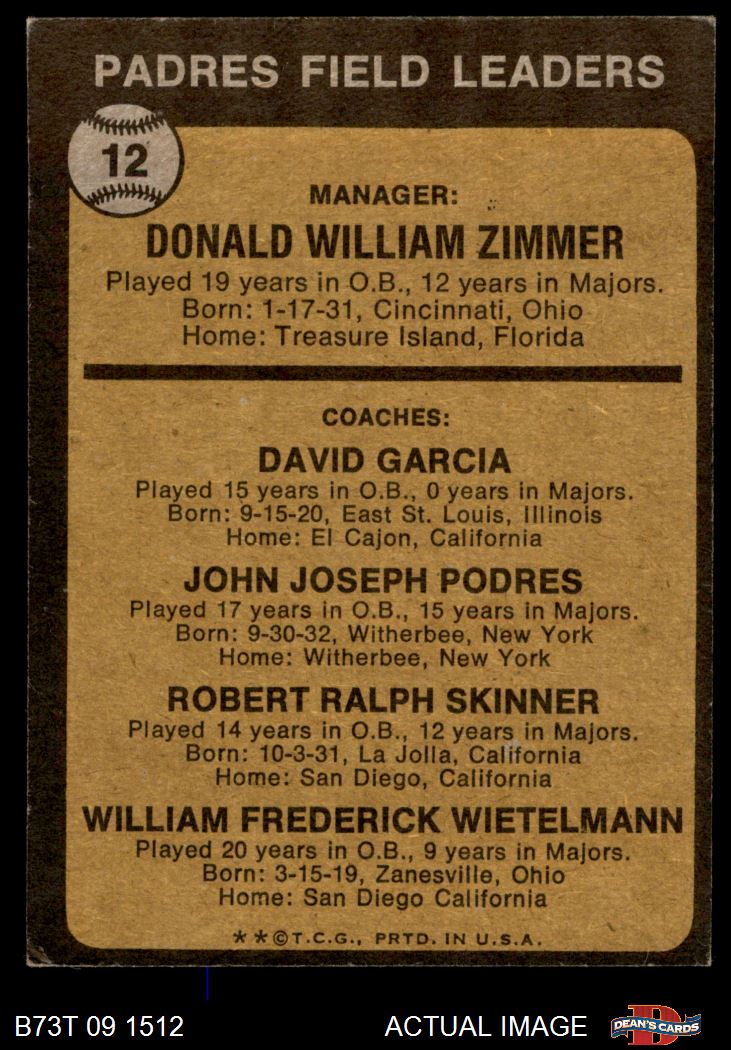 PADRES FIELD LEADERS
12
MANAGER:
DONALD WILLIAM ZIMMER
Played 19 years in O.B., 12 years in Majors.
Born: 1-17-31, Cincinnati, Ohio
Home: Treasure Island, Florida
COACHES:
DAVID GARCIA
Played 15 years in O.B., 0 years in Majors.
Born: 9-15-20, East St. Louis, Illinois
Home: El Cajon, California
JOHN JOSEPH PODRES
Played 17 years in O.B., 15 years in Majors.
Born: 9-30-32, Witherbee, New York
Home: Witherbee, New York
ROBERT RALPH SKINNER
Played 14 years in O.B., 12 years in Majors.
Born: 10-3-31, La Jolla, California
Home: San Diego, California
WILLIAM FREDERICK WIETELMANN
Played 20 years in O.B., 9 years in Majors.
Born: 3-15-19, Zanesville, Ohio
Home: San Diego California
**©T.C.G., PRTD. IN U.S.A.
B73T 09 1512 ACTUAL IMAGE D DEAN'S CARDS